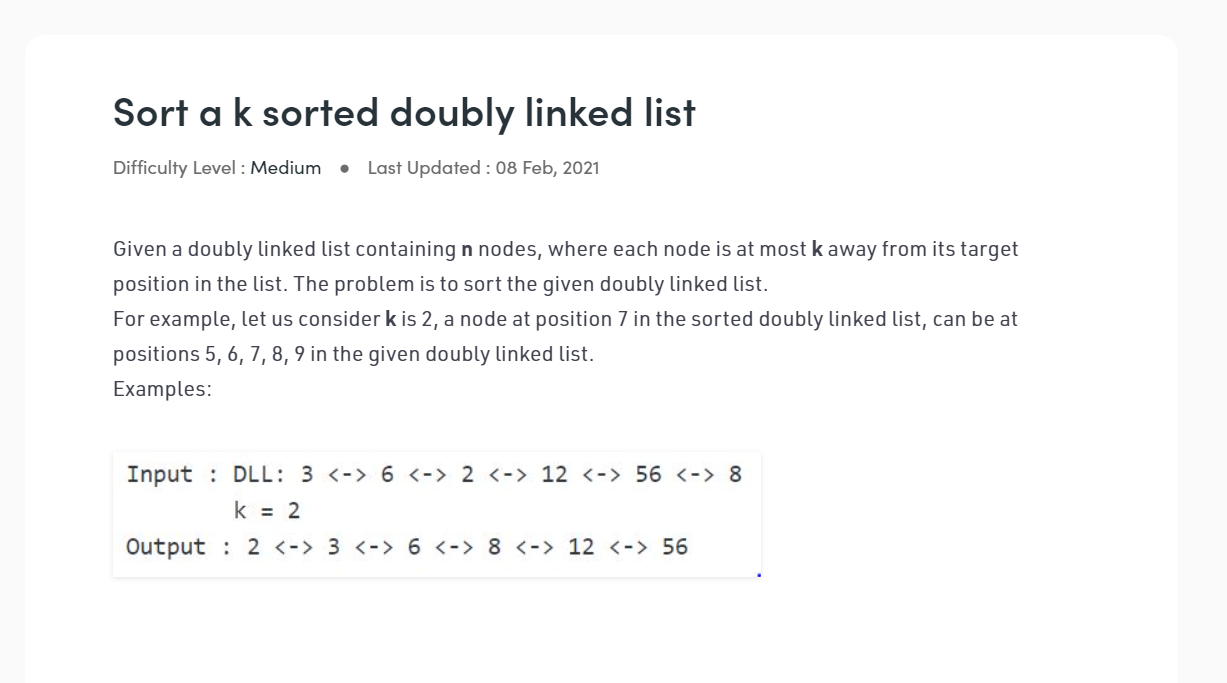 Sort a k sorted doubly linked list
Difficulty Level : Medium ● Last Updated : 08 Feb, 2021
Given a doubly linked list containing n nodes, where each node is at most k away from its target
position in the list. The problem is to sort the given doubly linked list.
For example, let us consider k is 2, a node at position 7 in the sorted doubly linked list, can be at
positions 5, 6, 7, 8, 9 in the given doubly linked list.
Examples:
Input : DLL: 3 <-> 6 <-> 2 <-> 12 <-> 56 <-> 8
k = 2
Output : 2 <-> 3 <-> 6 <-> 8 <-> 12 <-> 56